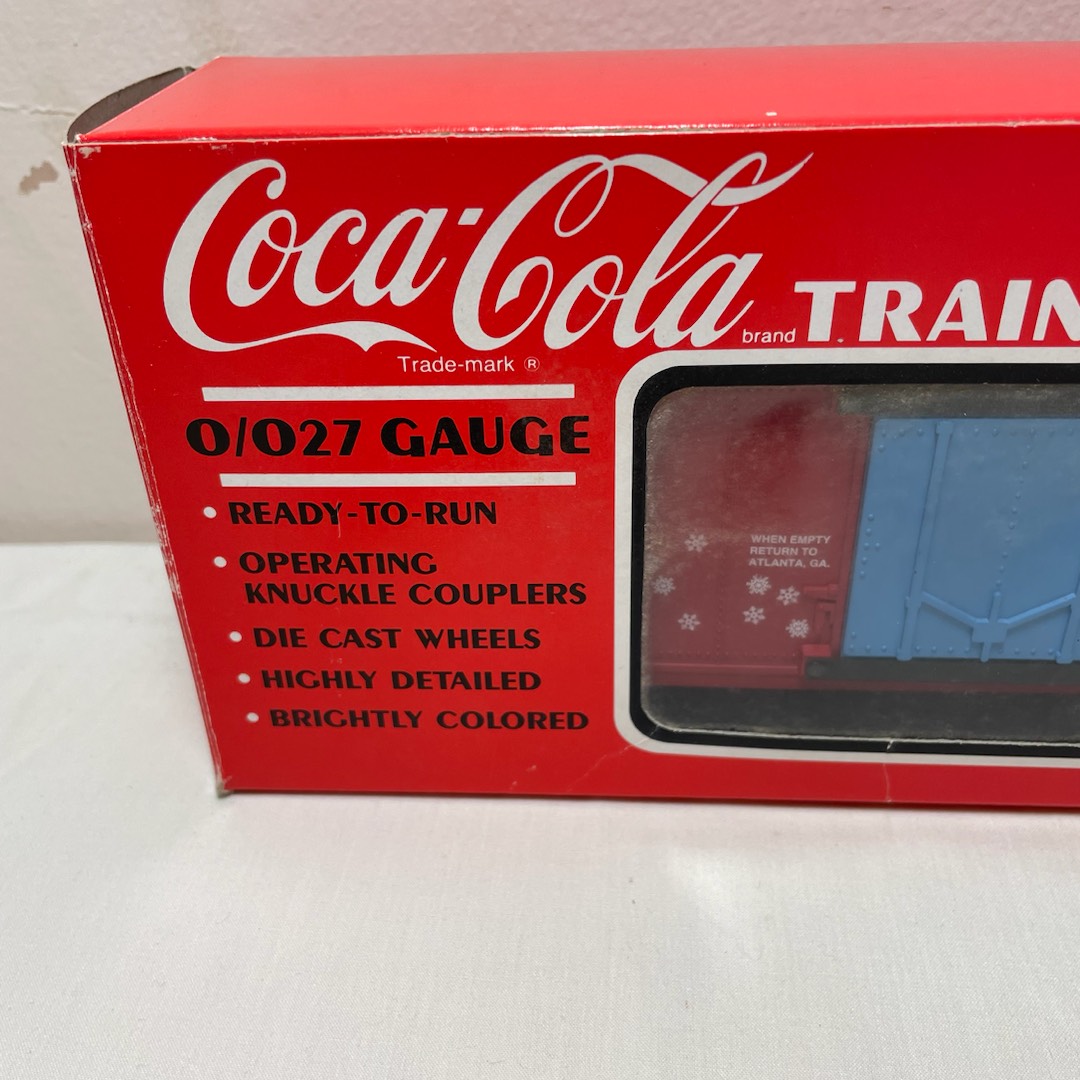 Coca-Cola
brand TRAIN
Trade-mark ®
O/O27 GAUGE
• READY-TO-RUN
• OPERATING
KNUCKLE COUPLERS
• DIE CAST WHEELS
• HIGHLY DETAILED
• BRIGHTLY COLORED
WHEN EMPTY
RETURN TO
ATLANTA, GA.